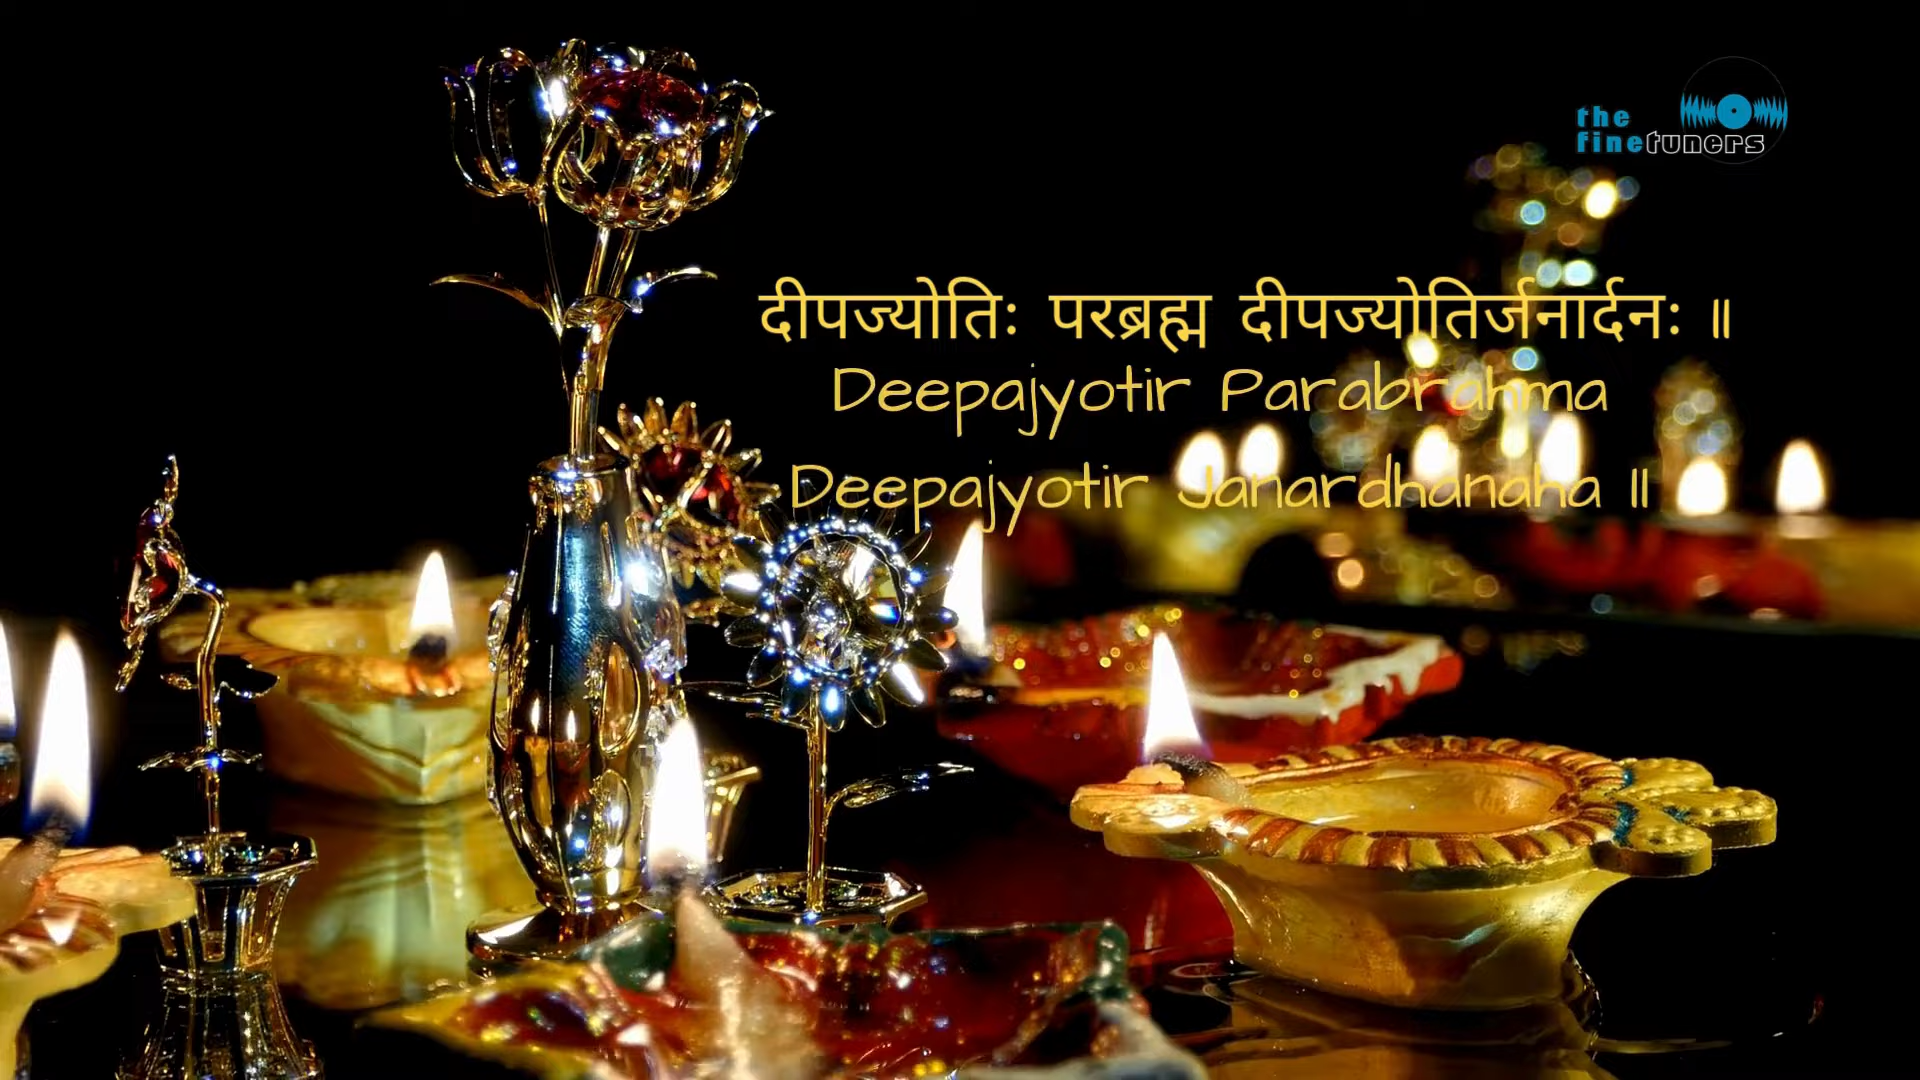 the
finetuners
दीपज्योतिः परब्रह्म दीपज्योतिर्जनार्दनः ॥
Deepajyotir Parabrahma
Deepajyotir Janardhanaha ||